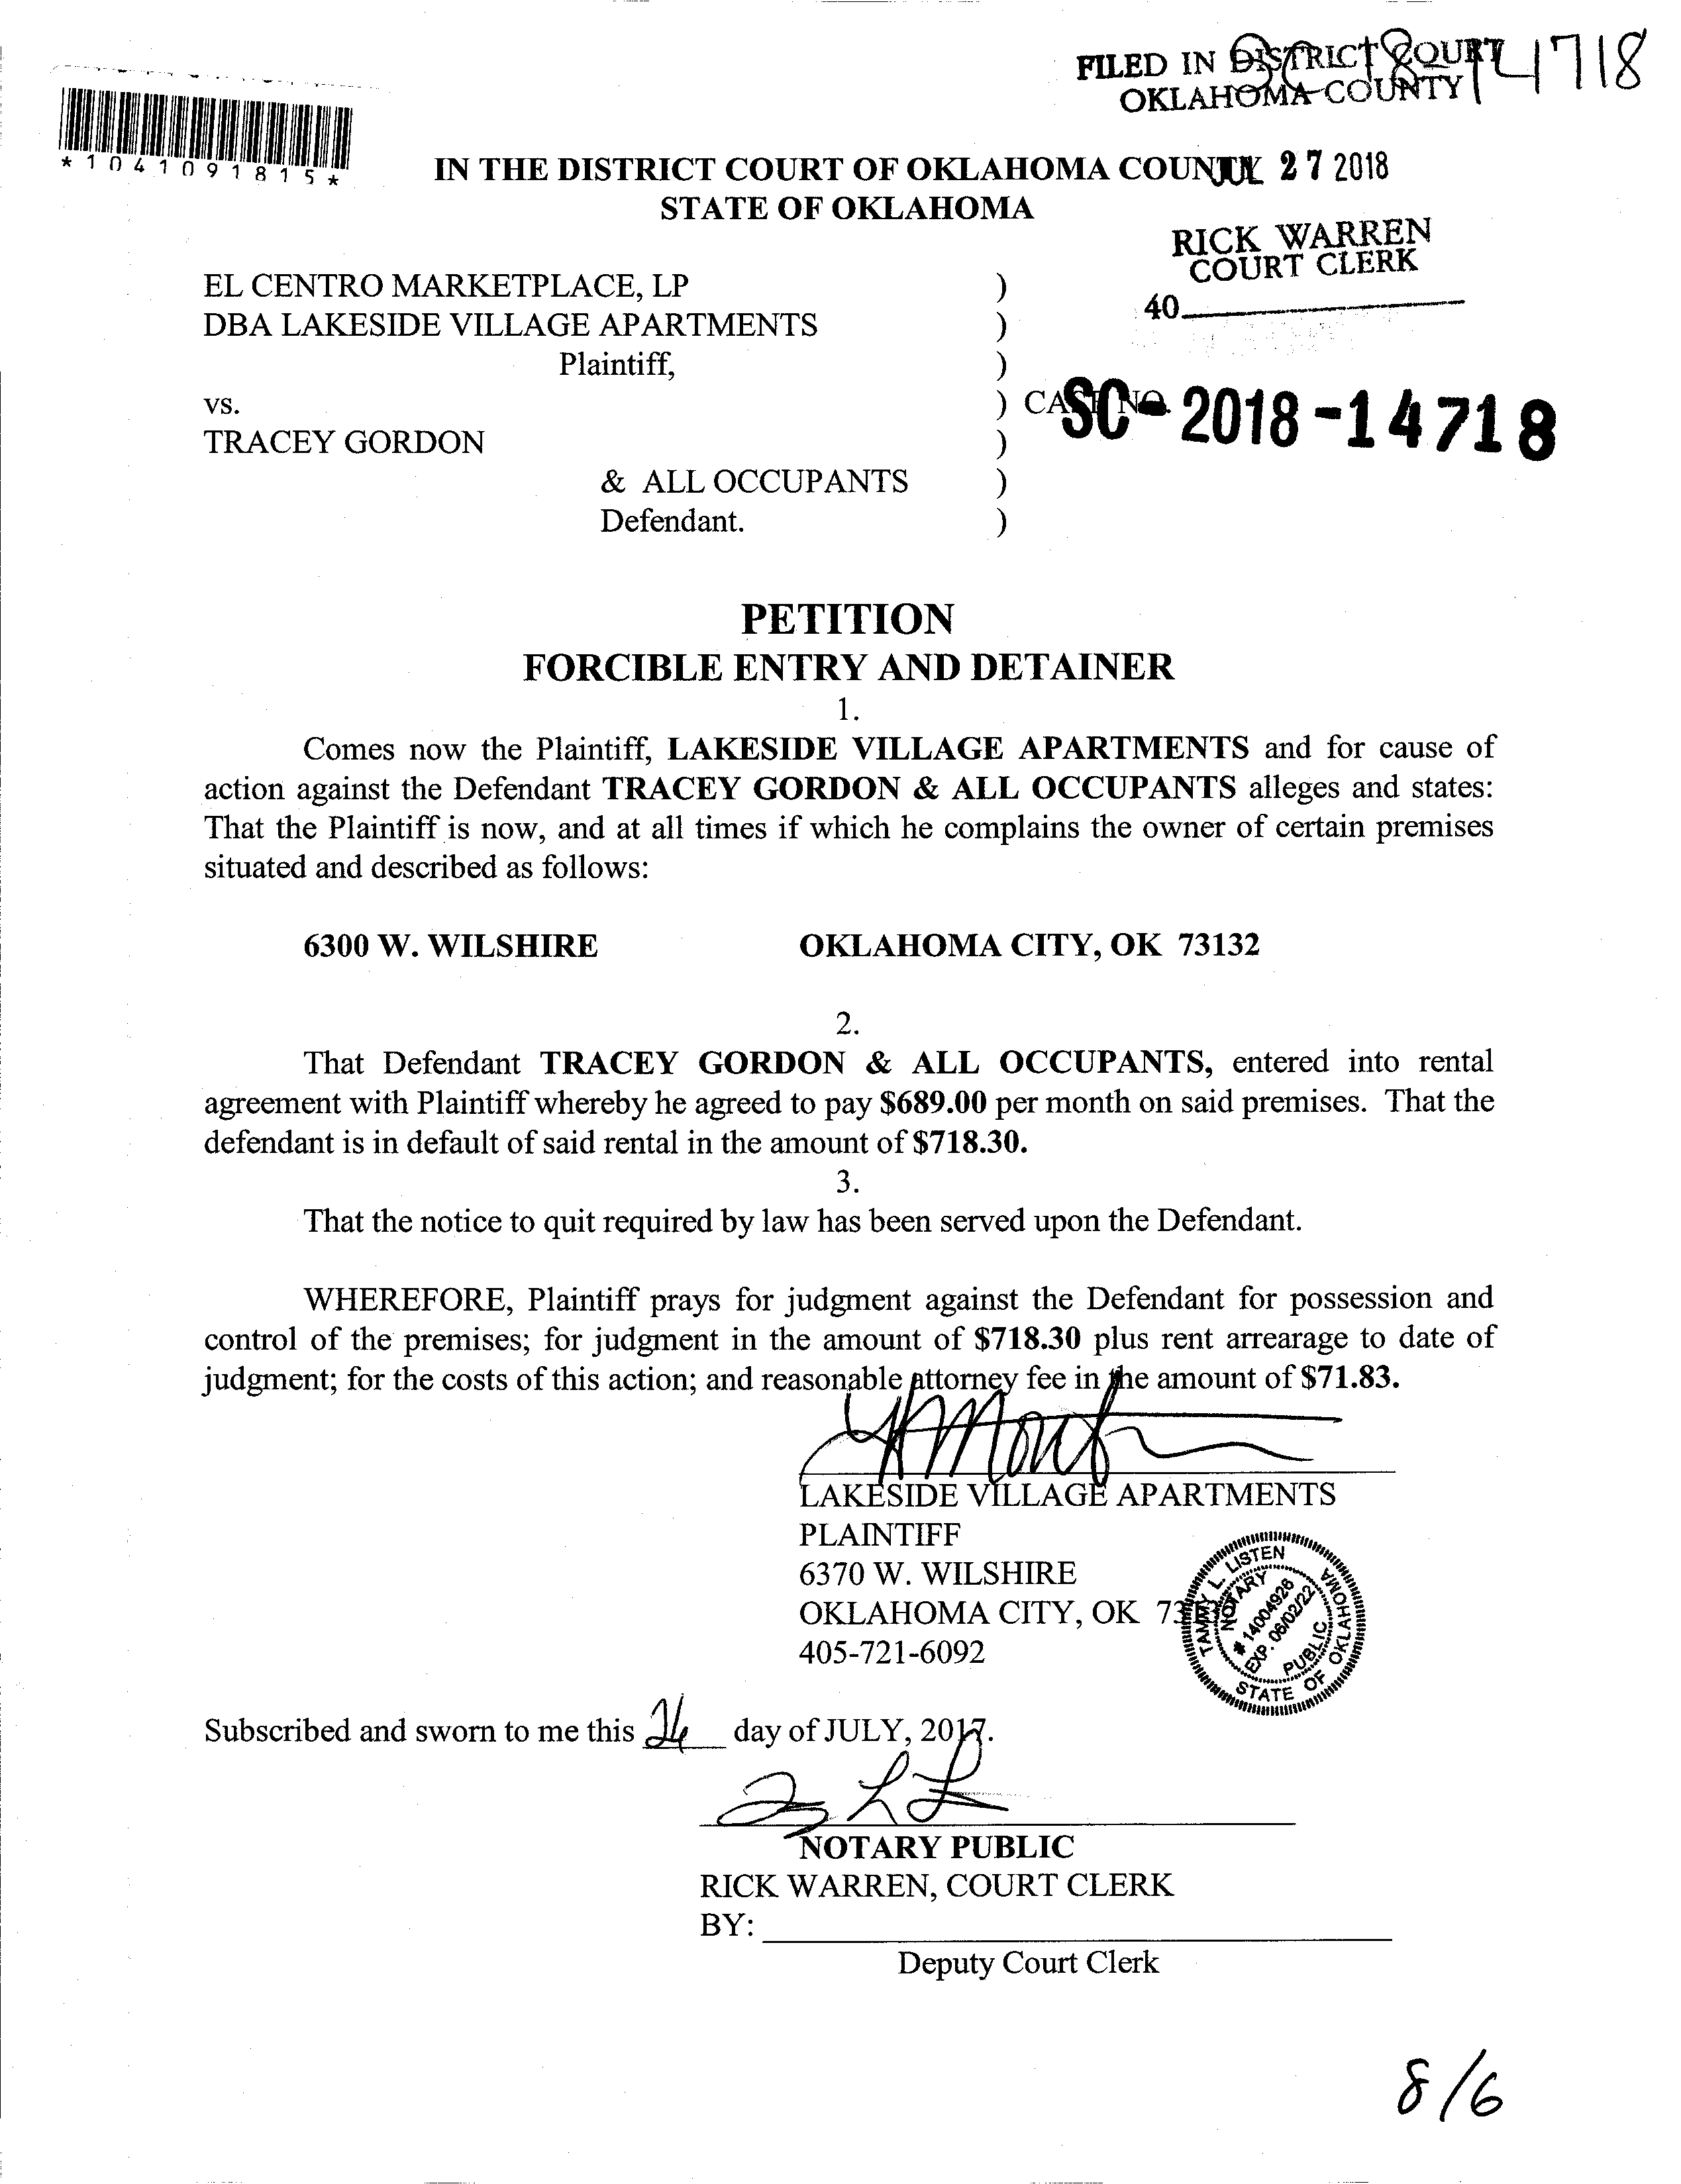 FILED IN DISTRICT COURT
OKLAHOMA COUNTY
14718
*1041091815*
IN THE DISTRICT COURT OF OKLAHOMA COUNTY
JUL 27 2018
STATE OF OKLAHOMA
RICK WARREN
COURT CLERK
40
EL CENTRO MARKETPLACE, LP )
DBA LAKESIDE VILLAGE APARTMENTS )
Plaintiff, )
vs. ) CASE NO. SC-2018-14718
TRACEY GORDON )
& ALL OCCUPANTS )
Defendant. )
PETITION
FORCIBLE ENTRY AND DETAINER
1.
Comes now the Plaintiff, LAKESIDE VILLAGE APARTMENTS and for cause of
action against the Defendant TRACEY GORDON & ALL OCCUPANTS alleges and states:
That the Plaintiff is now, and at all times if which he complains the owner of certain premises
situated and described as follows:
6300 W. WILSHIRE OKLAHOMA CITY, OK 73132
2.
That Defendant TRACEY GORDON & ALL OCCUPANTS, entered into rental
agreement with Plaintiff whereby he agreed to pay $689.00 per month on said premises. That the
defendant is in default of said rental in the amount of $718.30.
3.
That the notice to quit required by law has been served upon the Defendant.
WHEREFORE, Plaintiff prays for judgment against the Defendant for possession and
control of the premises; for judgment in the amount of $718.30 plus rent arrearage to date of
judgment; for the costs of this action; and reasonable attorney fee in the amount of $71.83.
LAKESIDE VILLAGE APARTMENTS
PLAINTIFF
6370 W. WILSHIRE
OKLAHOMA CITY, OK
405-721-6092
TAMMY L. LISTEN
NOTARY PUBLIC
# 14004926
EXP. 06/02/22
STATE OF OKLAHOMA
Subscribed and sworn to me this day of JULY, 2017.
NOTARY PUBLIC
RICK WARREN, COURT CLERK
BY:
Deputy Court Clerk
8/6